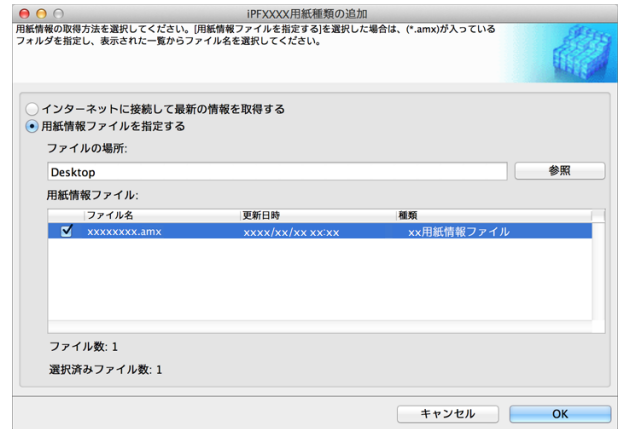 iPFXXXX用紙種類の追加
用紙情報の取得方法を選択してください。[用紙情報ファイルを指定する]を選択した場合は、(*.amx)が入っている
フォルダを指定し、表示された一覧からファイル名を選択してください。
インターネットに接続して最新の情報を取得する
用紙情報ファイルを指定する
ファイルの場所:
Desktop 参照
用紙情報ファイル:
ファイル名 更新日時 種類
xxxxxxxx.amx xxxx/xx/xx xx:xx xx用紙情報ファイル
ファイル数: 1
選択済みファイル数: 1
キャンセル OK